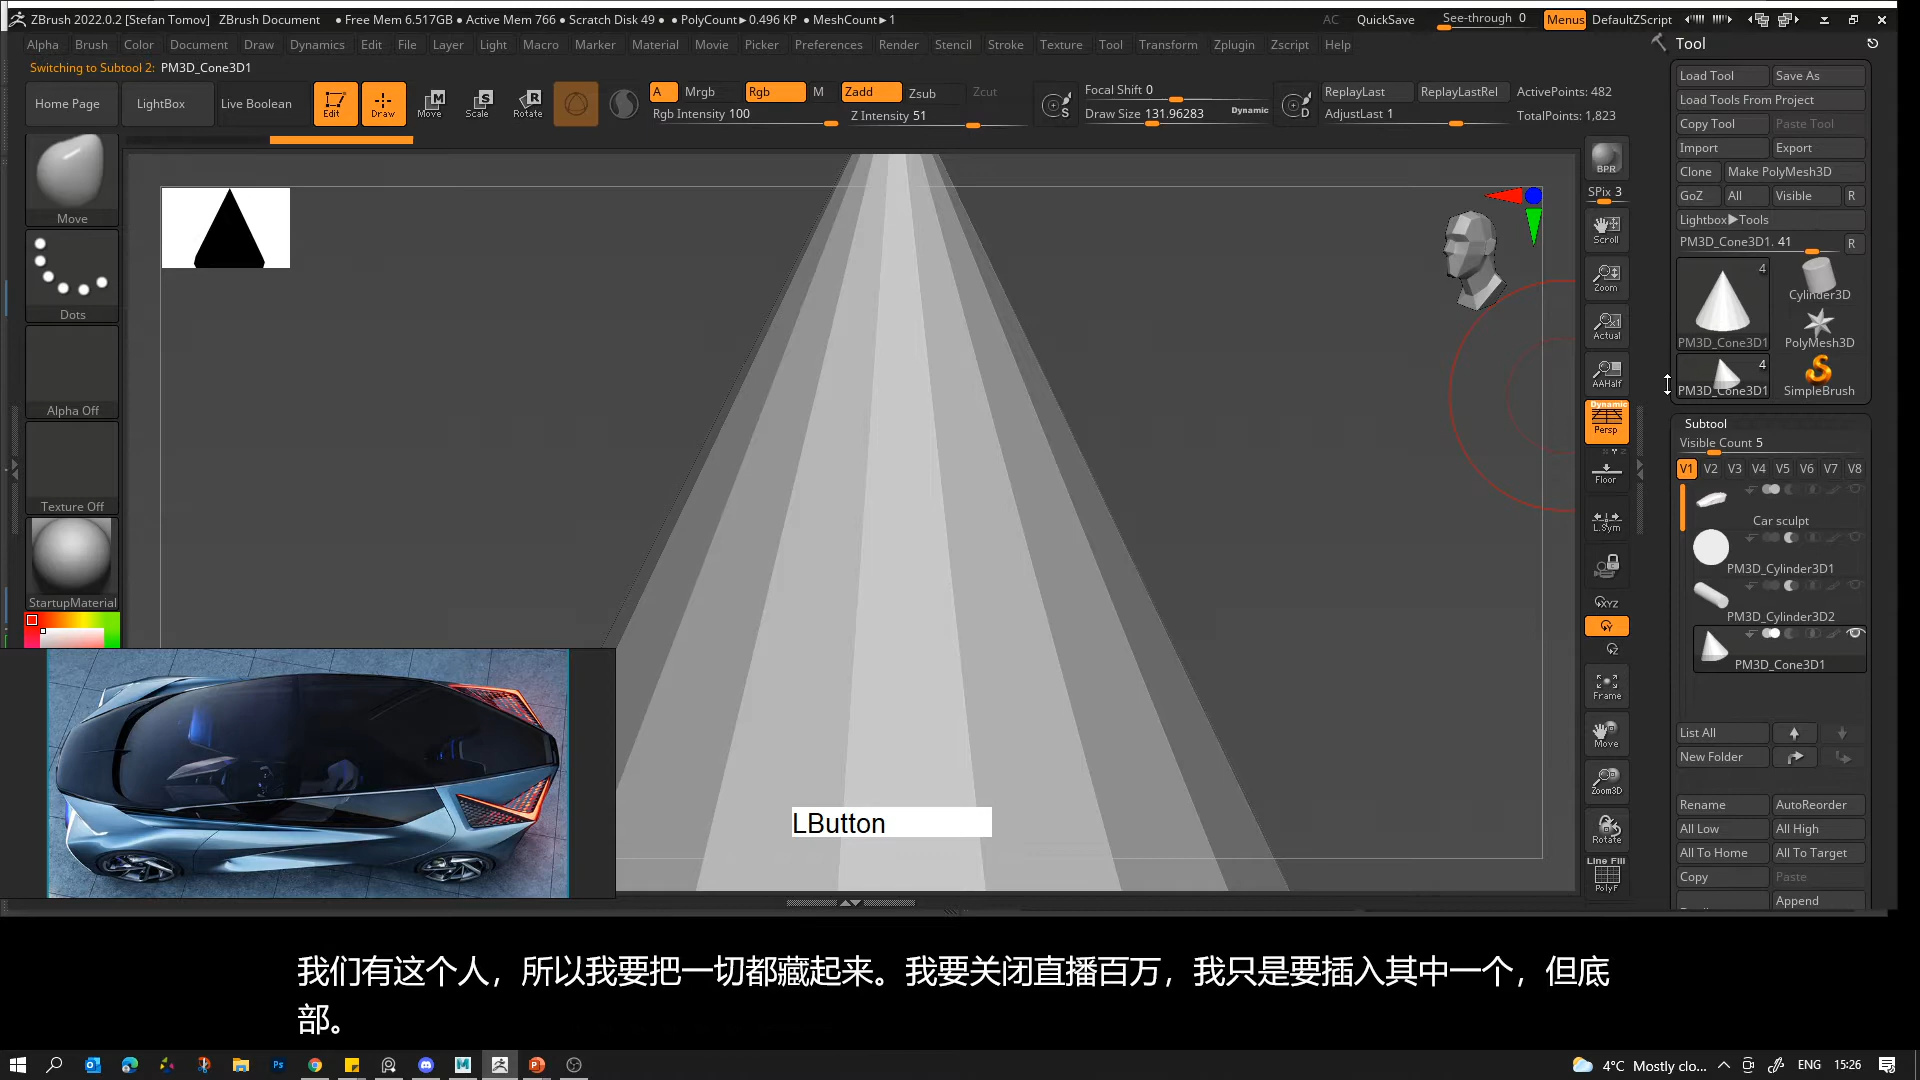 ZBrush 2022.0.2 [Stefan Tomov] ZBrush Document ● Free Mem 6.517GB ● Active Mem 766 ● Scratch Disk 49 ● ● PolyCount►0.496 KP ● MeshCount►1 AC QuickSave See-through 0 Menus DefaultZScript
Alpha Brush Color Document Draw Dynamics Edit File Layer Light Macro Marker Material Movie Picker Preferences Render Stencil Stroke Texture Tool Transform Zplugin Zscript Help
Switching to Subtool 2: PM3D_Cone3D1
Home Page LightBox Live Boolean Edit Draw Move Scale Rotate
A Mrgb Rgb M Zadd Zsub Zcut
Rgb Intensity 100 Z Intensity 51
Focal Shift 0
Draw Size 131.96283 Dynamic
ReplayLast ReplayLastRel ActivePoints: 482
AdjustLast 1 TotalPoints: 1,823
Move
Dots
Alpha Off
Texture Off
StartupMaterial
LButton
BPR
SPix 3
Scroll
Zoom
Actual
AAHalf
Dynamic
Persp
Floor
L.Sym
XYZ
Y
Z
Frame
Move
Zoom3D
Rotate
Line Fill
PolyF
Tool
Load Tool Save As
Load Tools From Project
Copy Tool Paste Tool
Import Export
Clone Make PolyMesh3D
GoZ All Visible R
Lightbox►Tools
PM3D_Cone3D1. 41 R
4
Cylinder3D
PM3D_Cone3D1 PolyMesh3D
4
PM3D_Cone3D1 SimpleBrush
Subtool
Visible Count 5
V1 V2 V3 V4 V5 V6 V7 V8
Car sculpt
PM3D_Cylinder3D1
PM3D_Cylinder3D2
PM3D_Cone3D1
List All
New Folder
Rename AutoReorder
All Low All High
All To Home All To Target
Copy Paste
Append
我们有这个人，所以我要把一切都藏起来。我要关闭直播百万，我只是要插入其中一个，但底
部。
4°C Mostly clo... ENG 15:26